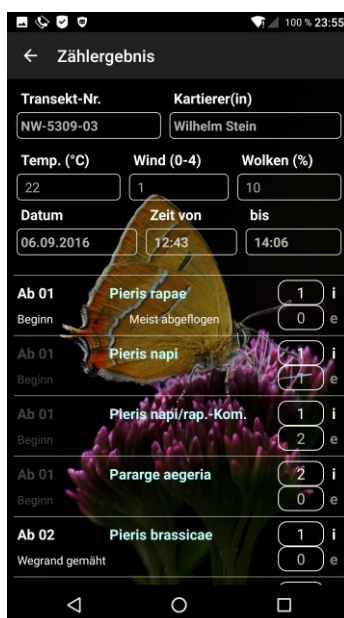 100 % 23:55
Zählergebnis
Transekt-Nr. Kartierer(in)
NW-5309-03 Wilhelm Stein
Temp. (°C) Wind (0-4) Wolken (%)
22 1 10
Datum Zeit von bis
06.09.2016 12:43 14:06
Ab 01 Pieris rapae 1 i
Beginn Meist abgeflogen 0 e
Ab 01 Pieris napi 1 i
Beginn 1 e
Ab 01 Pieris napi/rap.-Kom. 1 i
Beginn 2 e
Ab 01 Pararge aegeria 2 i
Beginn 0 e
Ab 02 Pieris brassicae 1 i
Wegrand gemäht 0 e